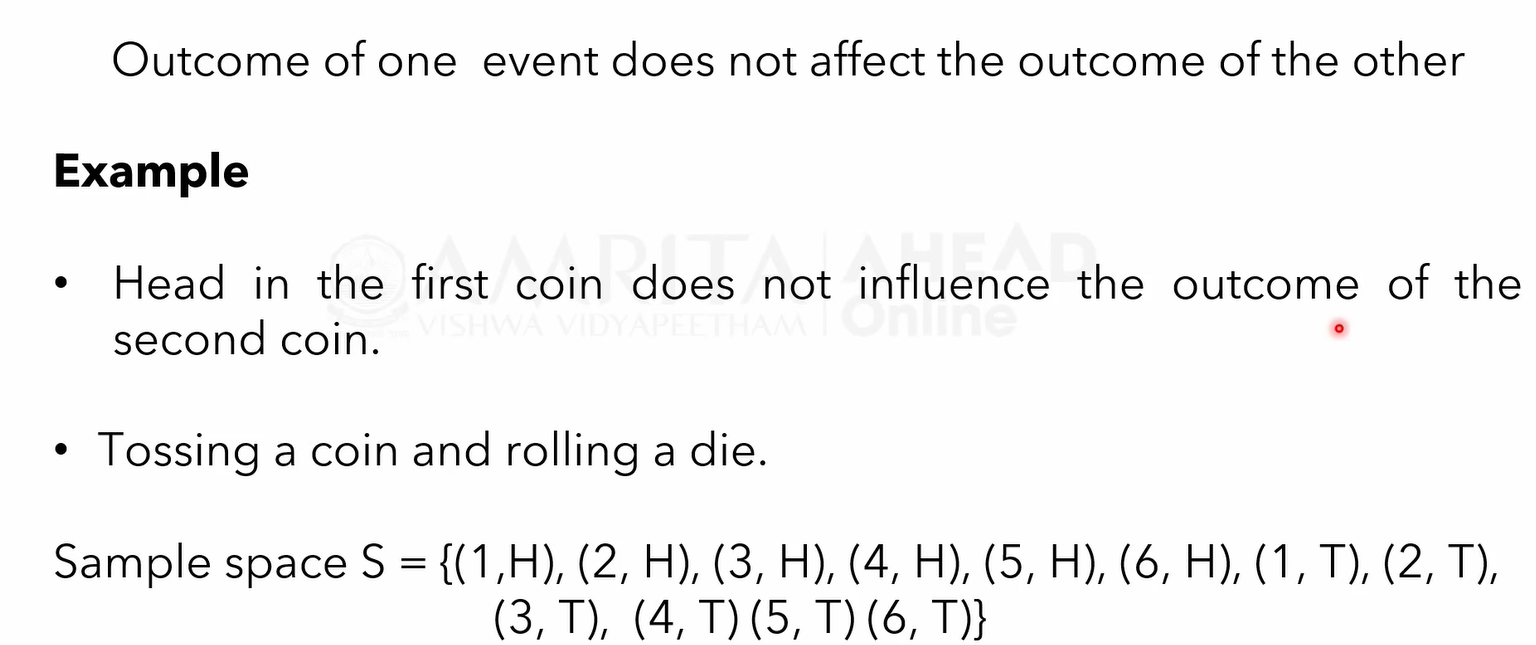 Outcome of one event does not affect the outcome of the other
Example
• Head in the first coin does not influence the outcome of the
AMRITA AHEAD
VISHWA VIDYAPEETHAM Online
second coin.
• Tossing a coin and rolling a die.
Sample space S = {(1,H), (2, H), (3, H), (4, H), (5, H), (6, H), (1, T), (2, T),
(3, T), (4, T) (5, T) (6, T)}